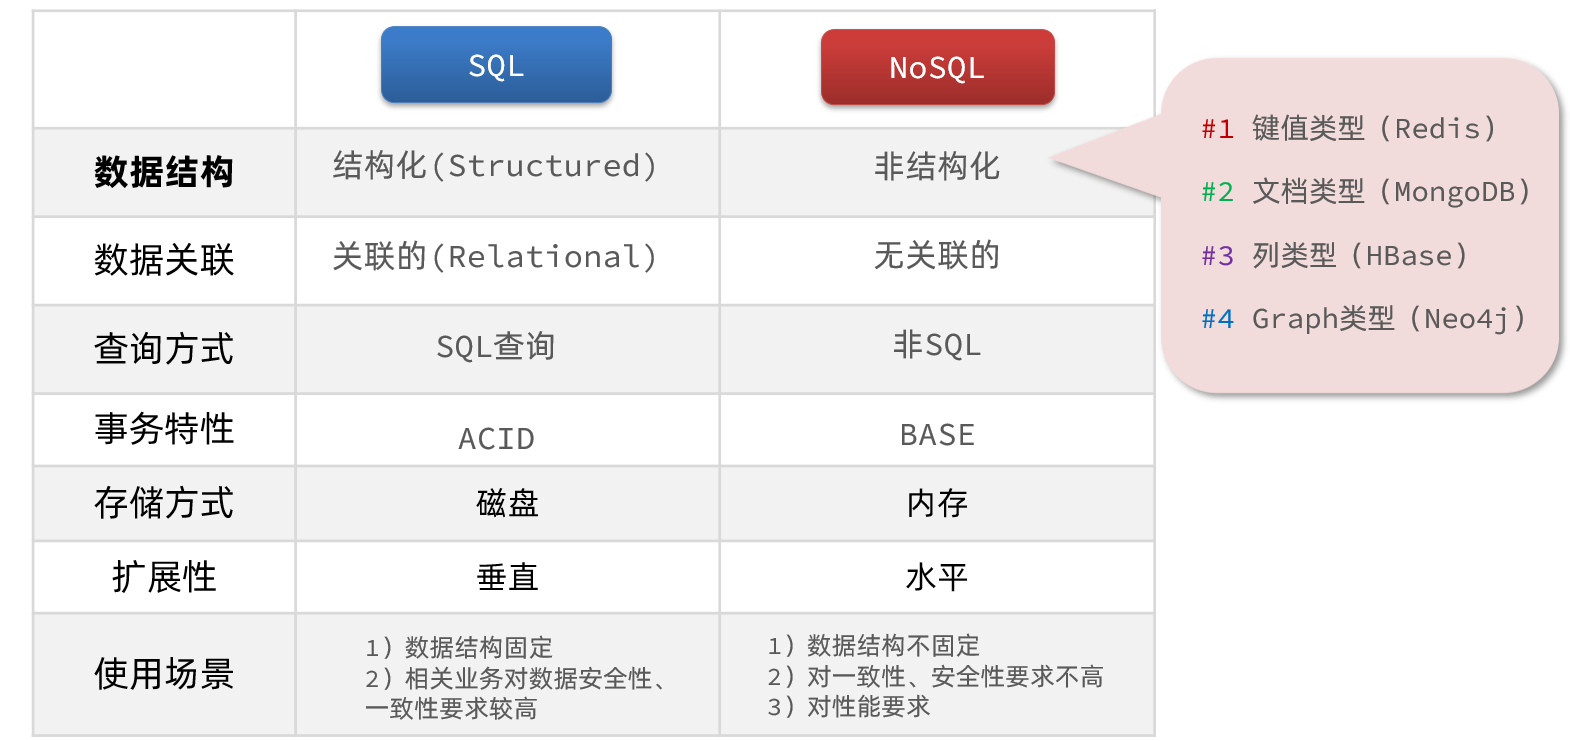 SQL
NoSQL
数据结构
结构化(Structured)
非结构化
#1 键值类型（Redis）
#2 文档类型（MongoDB）
#3 列类型（HBase）
#4 Graph类型（Neo4j）
数据关联
关联的(Relational)
无关联的
查询方式
SQL查询
非SQL
事务特性
ACID
BASE
存储方式
磁盘
内存
扩展性
垂直
水平
使用场景
1）数据结构固定
2）相关业务对数据安全性、
一致性要求较高
1）数据结构不固定
2）对一致性、安全性要求不高
3）对性能要求